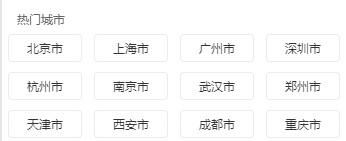 热门城市
北京市 上海市 广州市 深圳市
杭州市 南京市 武汉市 郑州市
天津市 西安市 成都市 重庆市